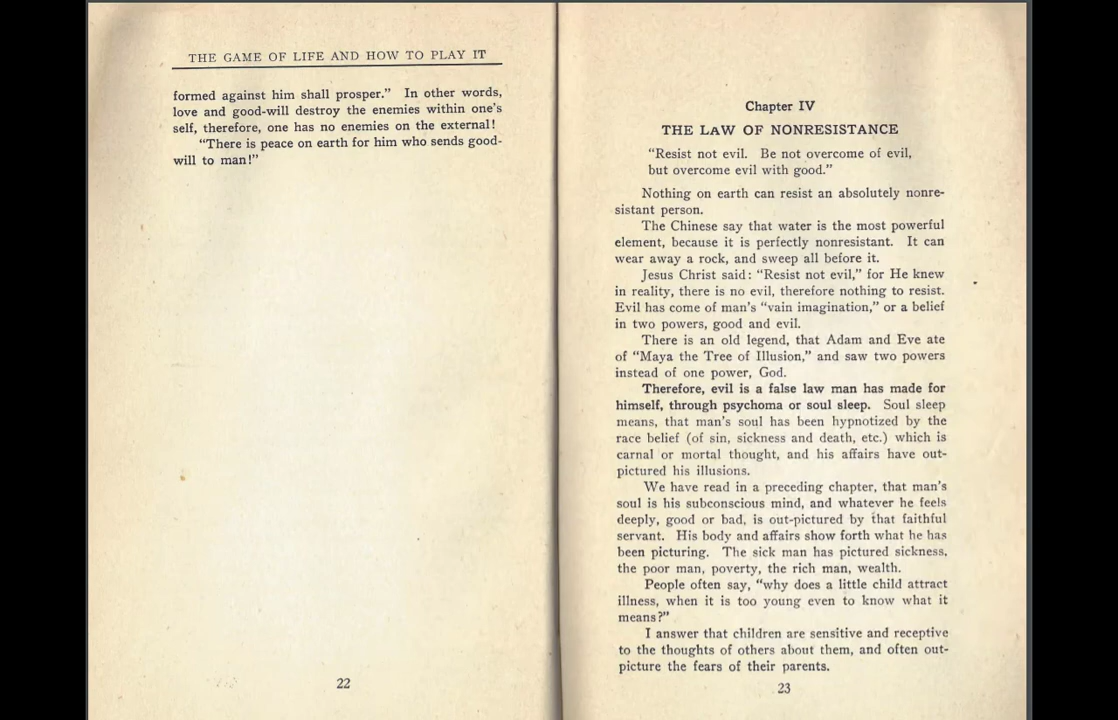 THE GAME OF LIFE AND HOW TO PLAY IT
formed against him shall prosper.” In other words,
love and good-will destroy the enemies within one’s
self, therefore, one has no enemies on the external!
“There is peace on earth for him who sends good-
will to man!”
22
Chapter IV
THE LAW OF NONRESISTANCE
“Resist not evil. Be not overcome of evil,
but overcome evil with good.”
Nothing on earth can resist an absolutely nonre-
sistant person.
The Chinese say that water is the most powerful
element, because it is perfectly nonresistant. It can
wear away a rock, and sweep all before it.
Jesus Christ said: “Resist not evil,” for He knew
in reality, there is no evil, therefore nothing to resist.
Evil has come of man’s “vain imagination,” or a belief
in two powers, good and evil.
There is an old legend, that Adam and Eve ate
of “Maya the Tree of Illusion,” and saw two powers
instead of one power, God.
Therefore, evil is a false law man has made for
himself, through psychoma or soul sleep. Soul sleep
means, that man’s soul has been hypnotized by the
race belief (of sin, sickness and death, etc.) which is
carnal or mortal thought, and his affairs have out-
pictured his illusions.
We have read in a preceding chapter, that man’s
soul is his subconscious mind, and whatever he feels
deeply, good or bad, is out-pictured by that faithful
servant. His body and affairs show forth what he has
been picturing. The sick man has pictured sickness,
the poor man, poverty, the rich man, wealth.
People often say, “why does a little child attract
illness, when it is too young even to know what it
means?”
I answer that children are sensitive and receptive
to the thoughts of others about them, and often out-
picture the fears of their parents.
23